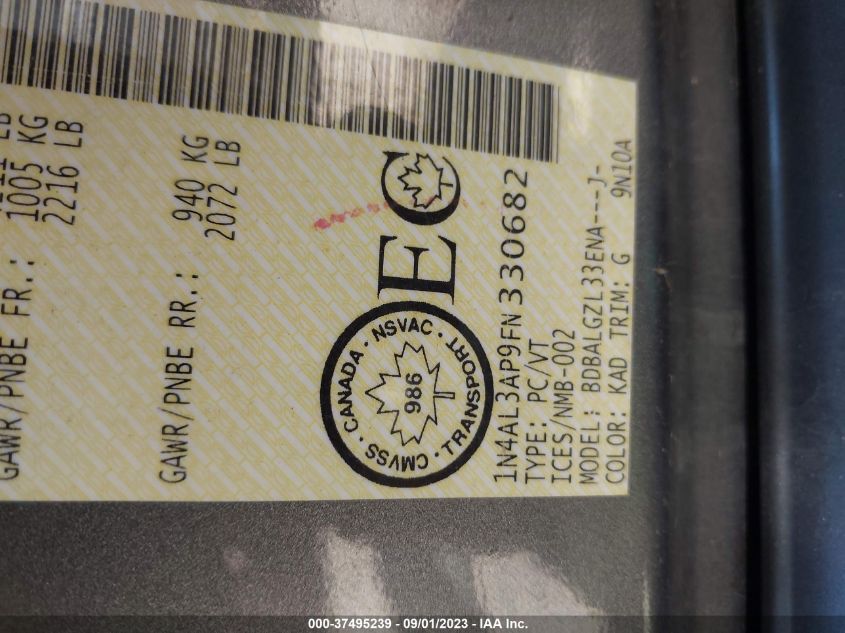 1005 KG
2216 LB
GAWR/PNBE FR.:
940 KG
2072 LB
GAWR/PNBE RR.:
EC
CANADA · NSVAC · TRANSPORT · CMVSS ·
986
1N4AL3AP9FN330682
TYPE: PC/VT
ICES/NMB-002
MODEL: BDBALGZL33ENA---J-
COLOR: KAD TRIM: G 9N10A
000-37495239 - 09/01/2023 - IAA Inc.